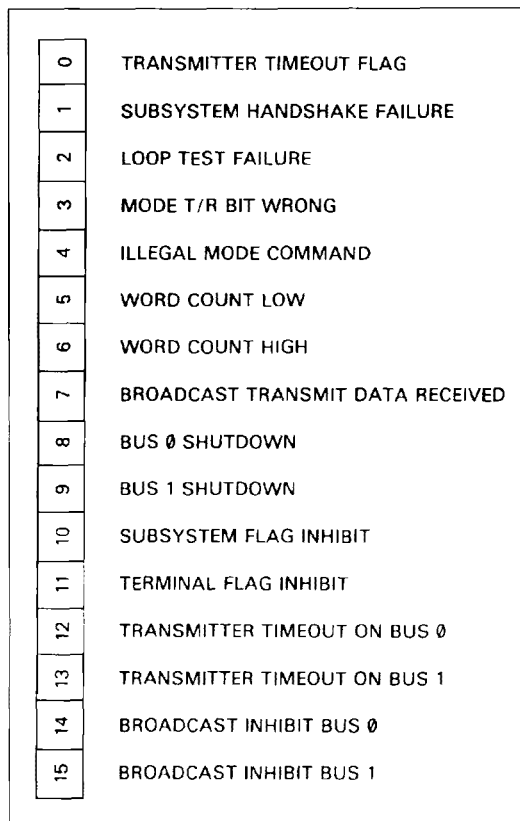 0 TRANSMITTER TIMEOUT FLAG
1 SUBSYSTEM HANDSHAKE FAILURE
2 LOOP TEST FAILURE
3 MODE T/R BIT WRONG
4 ILLEGAL MODE COMMAND
5 WORD COUNT LOW
6 WORD COUNT HIGH
7 BROADCAST TRANSMIT DATA RECEIVED
8 BUS 0 SHUTDOWN
9 BUS 1 SHUTDOWN
10 SUBSYSTEM FLAG INHIBIT
11 TERMINAL FLAG INHIBIT
12 TRANSMITTER TIMEOUT ON BUS 0
13 TRANSMITTER TIMEOUT ON BUS 1
14 BROADCAST INHIBIT BUS 0
15 BROADCAST INHIBIT BUS 1